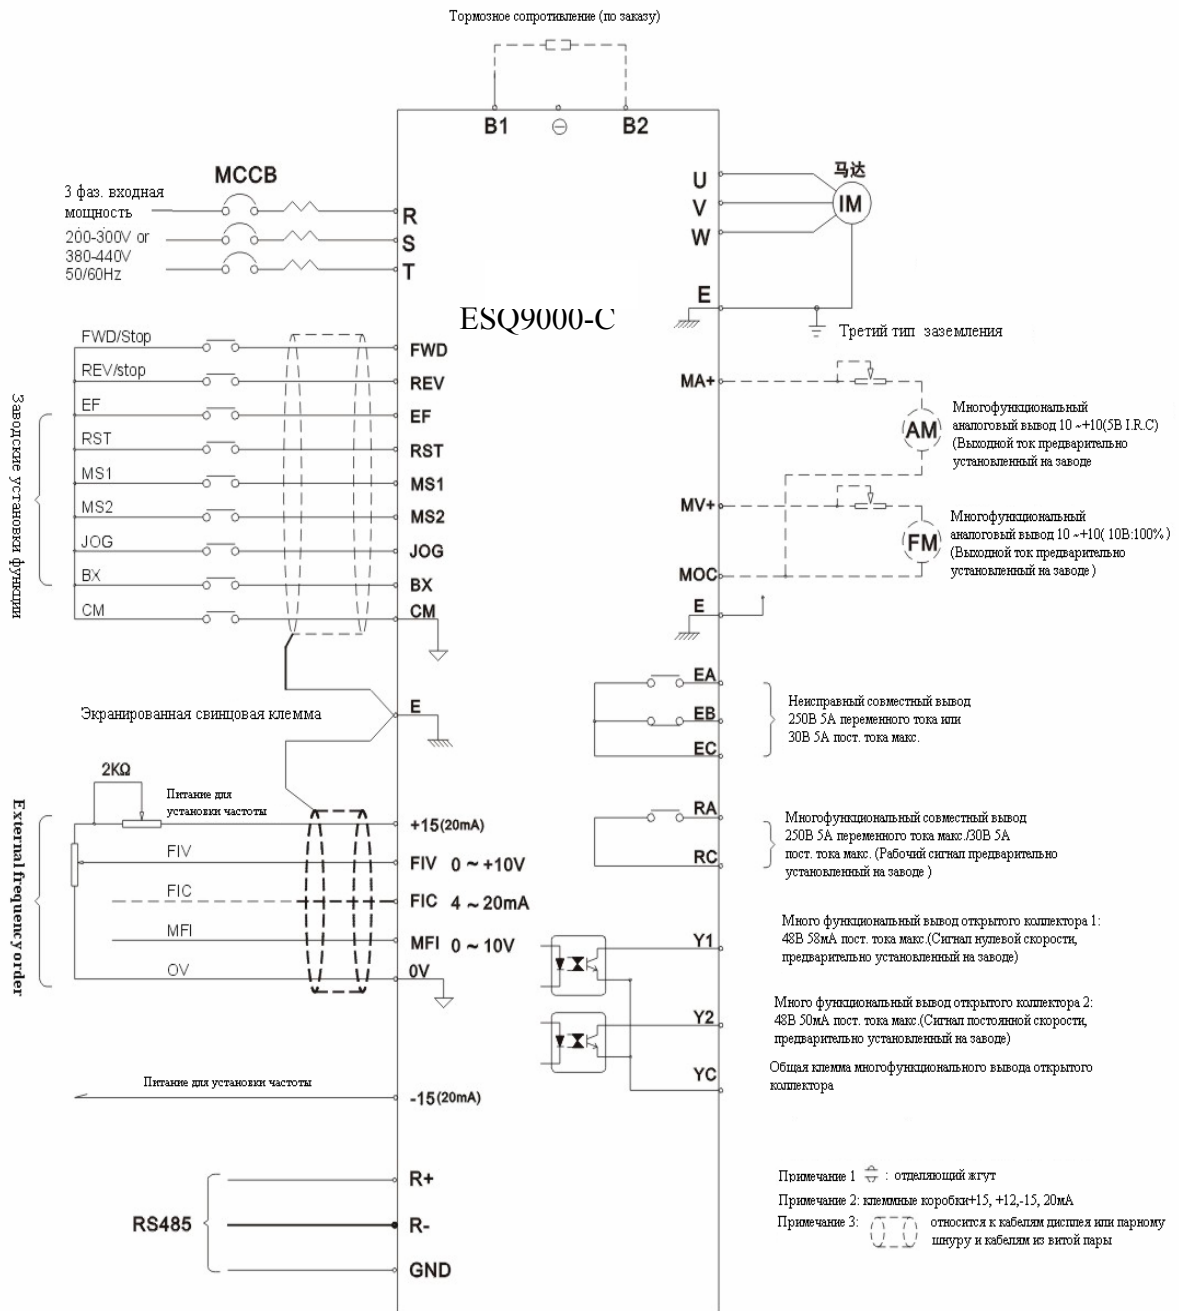 Тормозное сопротивление (по заказу)
B1
B2
MCCB
3 фаз. входная
мощность
200-300V or
380-440V
50/60Hz
R
S
T
U
V
W
马达
IM
E
ESQ9000-C
Третий тип заземления
Заводские установки функции
FWD/Stop
FWD
REV/stop
REV
EF
EF
RST
RST
MS1
MS1
MS2
MS2
JOG
JOG
BX
BX
CM
CM
MA+
AM
Многофункциональный
аналоговый вывод 10 ~+10(5В I.R.C)
(Выходной ток предварительно
установленный на заводе
MV+
FM
Многофункциональный
аналоговый вывод 10 ~+10( 10В:100% )
(Выходной ток предварительно
установленный на заводе )
MOC
E
Экранированная свинцовая клемма
E
EA
EB
EC
Неисправный совместный вывод
250В 5А переменного тока или
30В 5А пост. тока макс.
External frequency order
2KΩ
Питание для
установки частоты
+15(20mA)
FIV
FIV 0 ~ +10V
FIC
FIC 4 ~ 20mA
MFI
MFI 0 ~ 10V
OV
0V
RA
RC
Многофункциональный совместный вывод
250В 5А переменного тока макс./30В 5А
пост. тока макс. (Рабочий сигнал предварительно
установленный на заводе )
Y1
Много функциональный вывод открытого коллектора 1:
48В 58мА пост. тока макс.(Сигнал нулевой скорости,
предварительно установленный на заводе)
Y2
Много функциональный вывод открытого коллектора 2:
48В 50мА пост. тока макс.(Сигнал постоянной скорости,
предварительно установленный на заводе)
YC
Общая клемма многофункционального вывода открытого
коллектора
Питание для установки частоты
-15(20mA)
RS485
R+
R-
GND
Примечание 1 : отделяющий жгут
Примечание 2: клеммные коробки+15, +12,-15, 20мА
Примечание 3: относится к кабелям дисплея или парному
шнуру и кабелям из витой пары